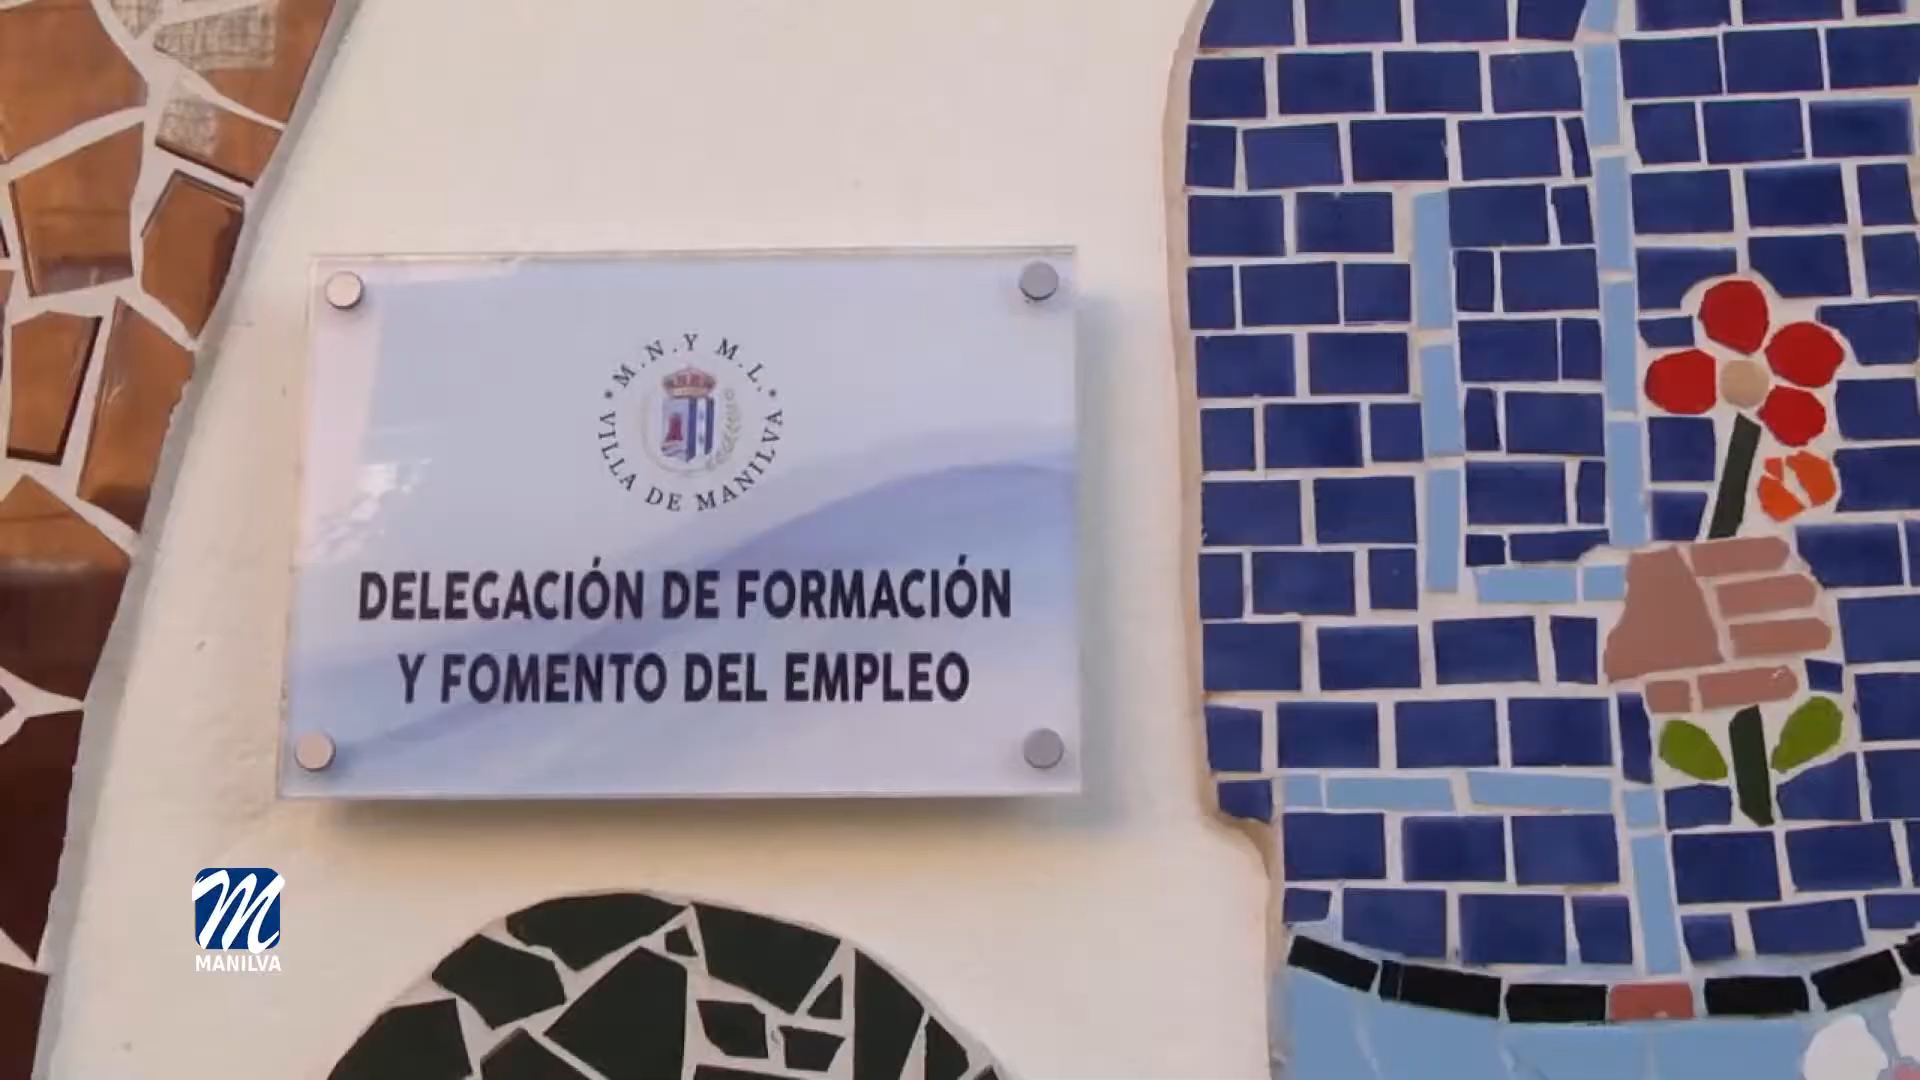 M.N.Y M.L.
VILLA DE MANILVA
DELEGACIÓN DE FORMACIÓN
Y FOMENTO DEL EMPLEO
M
MANILVA